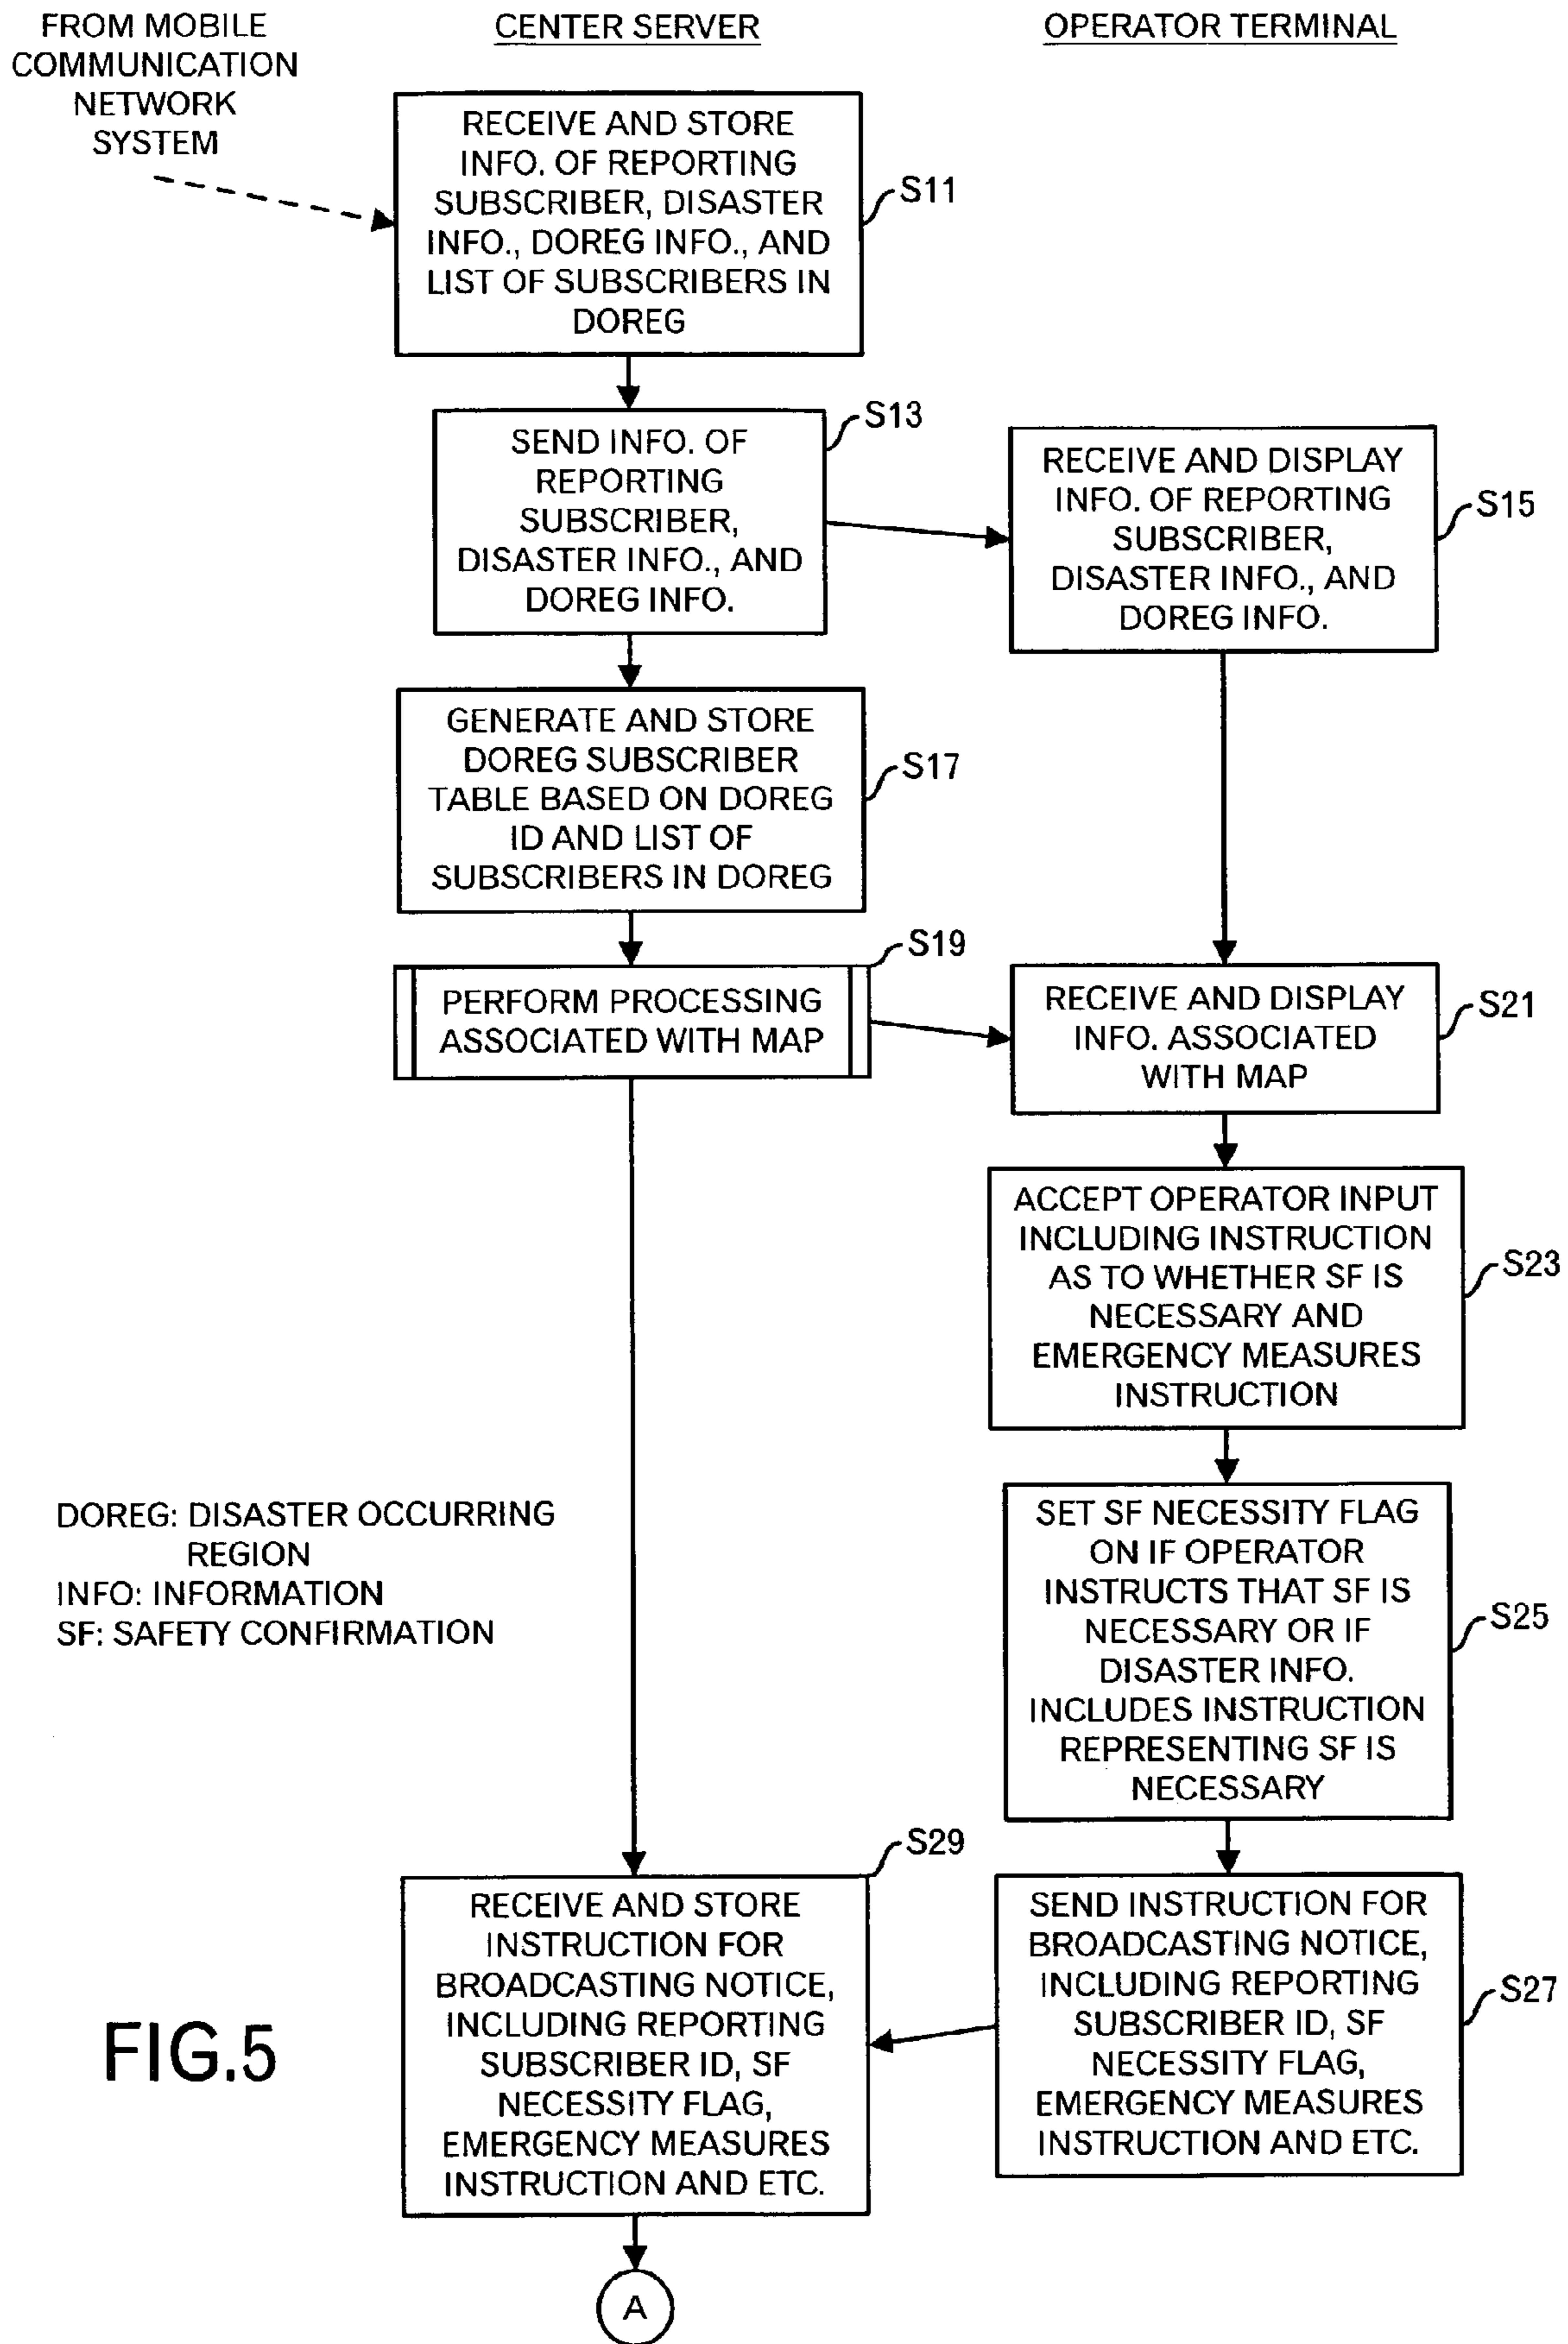 FROM MOBILE
COMMUNICATION
NETWORK
SYSTEM
CENTER SERVER
OPERATOR TERMINAL
RECEIVE AND STORE
INFO. OF REPORTING
SUBSCRIBER, DISASTER
INFO., DOREG INFO., AND
LIST OF SUBSCRIBERS IN
DOREG
S11
SEND INFO. OF
REPORTING
SUBSCRIBER,
DISASTER INFO., AND
DOREG INFO.
S13
RECEIVE AND DISPLAY
INFO. OF REPORTING
SUBSCRIBER,
DISASTER INFO., AND
DOREG INFO.
S15
GENERATE AND STORE
DOREG SUBSCRIBER
TABLE BASED ON DOREG
ID AND LIST OF
SUBSCRIBERS IN DOREG
S17
PERFORM PROCESSING
ASSOCIATED WITH MAP
S19
RECEIVE AND DISPLAY
INFO. ASSOCIATED
WITH MAP
S21
ACCEPT OPERATOR INPUT
INCLUDING INSTRUCTION
AS TO WHETHER SF IS
NECESSARY AND
EMERGENCY MEASURES
INSTRUCTION
S23
SET SF NECESSITY FLAG
ON IF OPERATOR
INSTRUCTS THAT SF IS
NECESSARY OR IF
DISASTER INFO.
INCLUDES INSTRUCTION
REPRESENTING SF IS
NECESSARY
S25
DOREG: DISASTER OCCURRING
REGION
INFO: INFORMATION
SF: SAFETY CONFIRMATION
SEND INSTRUCTION FOR
BROADCASTING NOTICE,
INCLUDING REPORTING
SUBSCRIBER ID, SF
NECESSITY FLAG,
EMERGENCY MEASURES
INSTRUCTION AND ETC.
S27
RECEIVE AND STORE
INSTRUCTION FOR
BROADCASTING NOTICE,
INCLUDING REPORTING
SUBSCRIBER ID, SF
NECESSITY FLAG,
EMERGENCY MEASURES
INSTRUCTION AND ETC.
S29
A
FIG.5